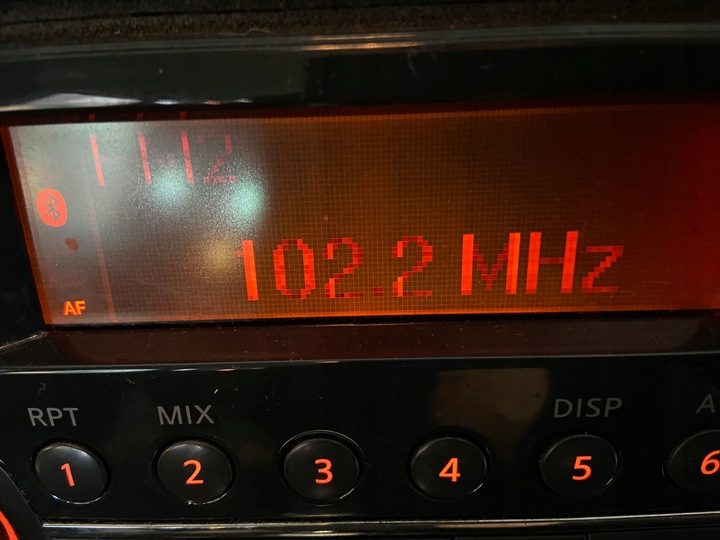 FM2
102.2 MHz
AF
RPT MIX DISP
1 2 3 4 5 6